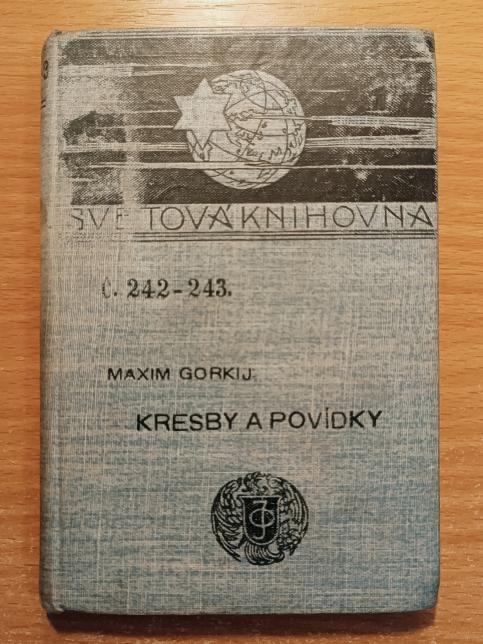 SVĚTOVÁ KNIHOVNA
Č. 242-243.
MAXIM GORKIJ:
KRESBY A POVÍDKY